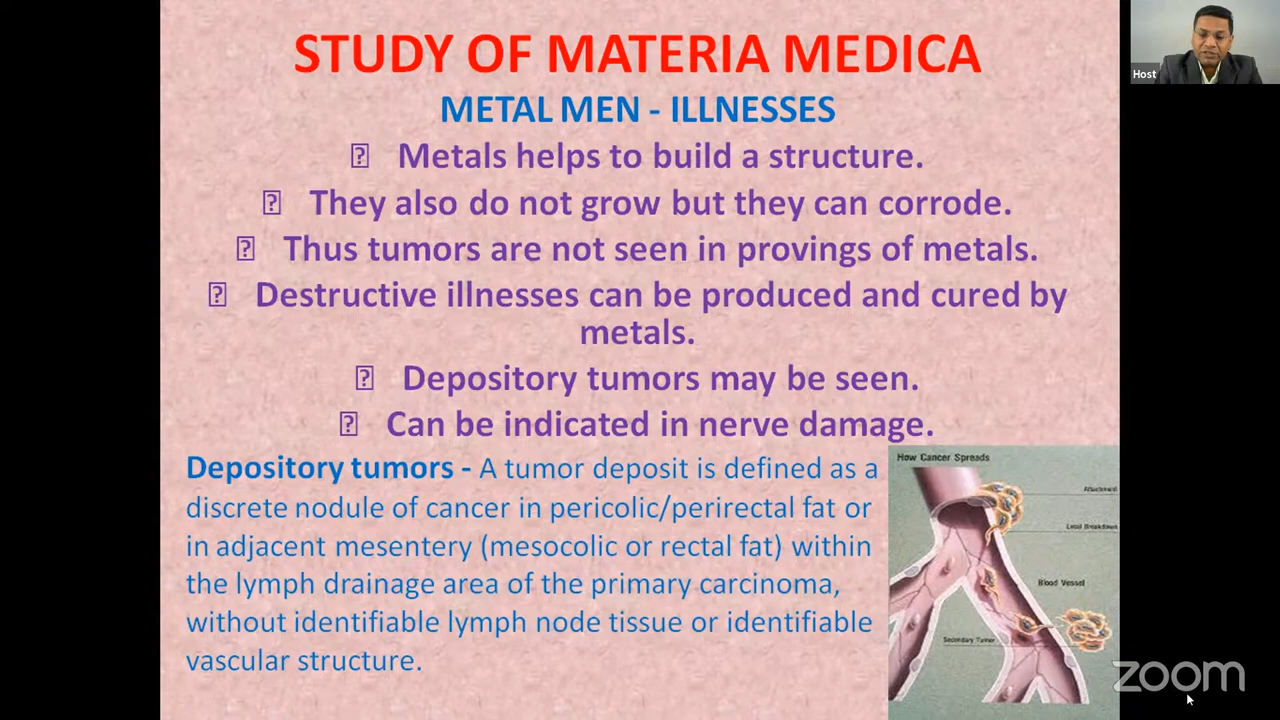 STUDY OF MATERIA MEDICA
Host
METAL MEN - ILLNESSES
Metals helps to build a structure.
They also do not grow but they can corrode.
Thus tumors are not seen in provings of metals.
Destructive illnesses can be produced and cured by
metals.
Depository tumors may be seen.
Can be indicated in nerve damage.
Depository tumors - A tumor deposit is defined as a
discrete nodule of cancer in pericolic/perirectal fat or
in adjacent mesentery (mesocolic or rectal fat) within
the lymph drainage area of the primary carcinoma,
without identifiable lymph node tissue or identifiable
vascular structure.
How Cancer Spreads
Attachment
Local Breakdown
Blood Vessel
Secondary Tumor
zoom